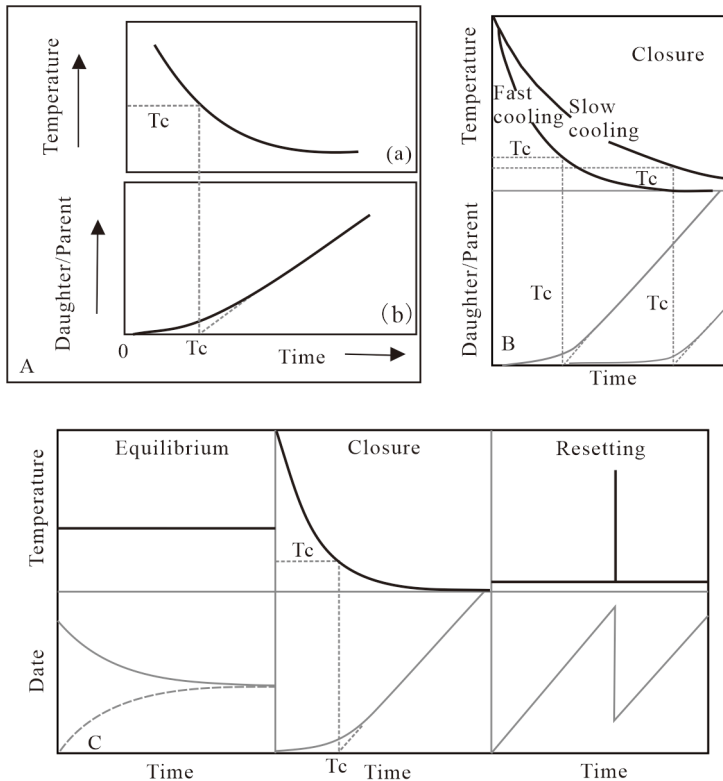 Temperature
Tc
(a)
Daughter/Parent
(b)
0
Tc
Time
A
Temperature
Closure
Fast
cooling
Slow
cooling
Tc
Tc
Daughter/Parent
Tc
Tc
B
Time
Temperature
Equilibrium
Closure
Resetting
Tc
Date
C
Time
Tc
Time
Time